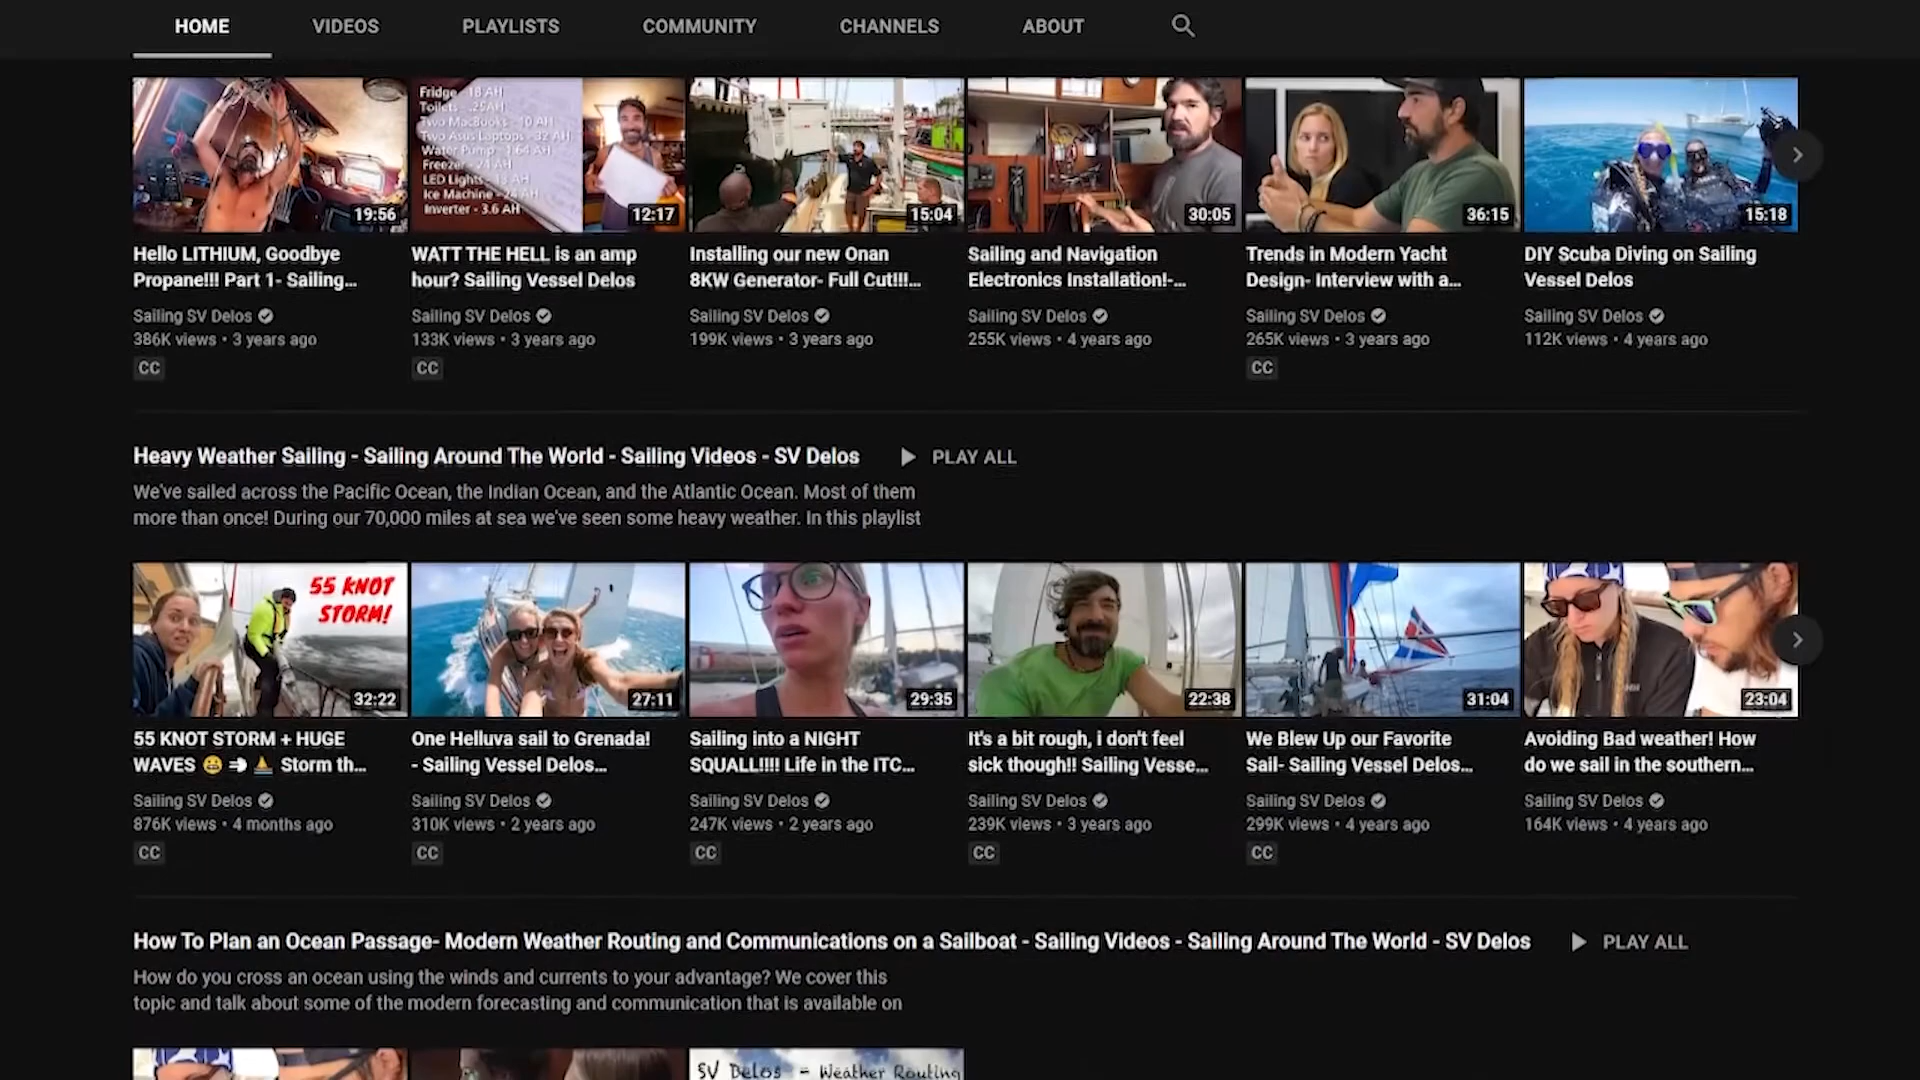 HOME VIDEOS PLAYLISTS COMMUNITY CHANNELS ABOUT
Fridge - 18 AH
Toilets - .25AH
Two MacBooks - 10 AH
Two Asus Laptops - 32 AH
Water Pump - 1.64 AH
Freezer - 24 AH
LED Lights - 13 AH
Ice Machine - 24 AH
Inverter - 3.6 AH
19:56 12:17 15:04 30:05 36:15 15:18
Hello LITHIUM, Goodbye
Propane!!! Part 1- Sailing...
Sailing SV Delos
386K views • 3 years ago
CC
WATT THE HELL is an amp
hour? Sailing Vessel Delos
Sailing SV Delos
133K views • 3 years ago
CC
Installing our new Onan
8KW Generator- Full Cut!!!...
Sailing SV Delos
199K views • 3 years ago
Sailing and Navigation
Electronics Installation!-...
Sailing SV Delos
255K views • 4 years ago
Trends in Modern Yacht
Design- Interview with a...
Sailing SV Delos
265K views • 3 years ago
CC
DIY Scuba Diving on Sailing
Vessel Delos
Sailing SV Delos
112K views • 4 years ago
Heavy Weather Sailing - Sailing Around The World - Sailing Videos - SV Delos PLAY ALL
We've sailed across the Pacific Ocean, the Indian Ocean, and the Atlantic Ocean. Most of them
more than once! During our 70,000 miles at sea we've seen some heavy weather. In this playlist
55 KNOT
STORM!
32:22 27:11 29:35 22:38 31:04 23:04
55 KNOT STORM + HUGE
WAVES 😬 💨 ⛵ Storm th...
Sailing SV Delos
876K views • 4 months ago
CC
One Helluva sail to Grenada!
- Sailing Vessel Delos...
Sailing SV Delos
310K views • 2 years ago
CC
Sailing into a NIGHT
SQUALL!!!! Life in the ITC...
Sailing SV Delos
247K views • 2 years ago
CC
It's a bit rough, i don't feel
sick though!! Sailing Vesse...
Sailing SV Delos
239K views • 3 years ago
CC
We Blew Up our Favorite
Sail- Sailing Vessel Delos...
Sailing SV Delos
299K views • 4 years ago
CC
Avoiding Bad weather! How
do we sail in the southern...
Sailing SV Delos
164K views • 4 years ago
How To Plan an Ocean Passage- Modern Weather Routing and Communications on a Sailboat - Sailing Videos - Sailing Around The World - SV Delos PLAY ALL
How do you cross an ocean using the winds and currents to your advantage? We cover this
topic and talk about some of the modern forecasting and communication that is available on
SV Delos - Weather Routing